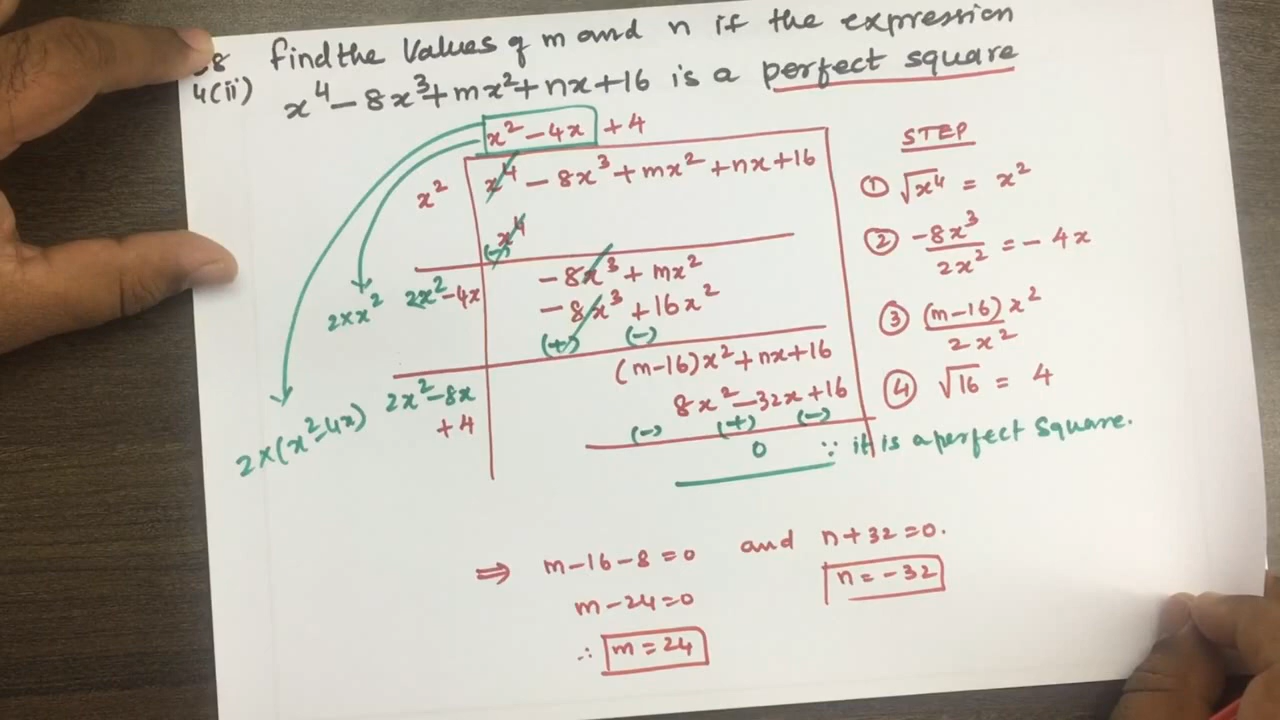 8 find the Values of m and n if the expression
4(ii) x⁴ − 8x³ + mx² + nx + 16 is a perfect square
x² − 4x + 4
x² x⁴ − 8x³ + mx² + nx + 16
x⁴
(−)
2x² − 4x −8x³ + mx²
−8x³ + 16x²
(+) (−)
2×x²
(m−16)x² + nx + 16
2x² − 8x
+ 4
8x² − 32x + 16
(−) (+) (−)
0 ∵ it is a perfect Square.
2×(x²−4x)
STEP
① √x⁴ = x²
② −8x³/2x² = − 4x
③ (m−16)x²/2x²
④ √16 = 4
⇒ m − 16 − 8 = 0 and n + 32 = 0.
m − 24 = 0 n = −32
∴ m = 24